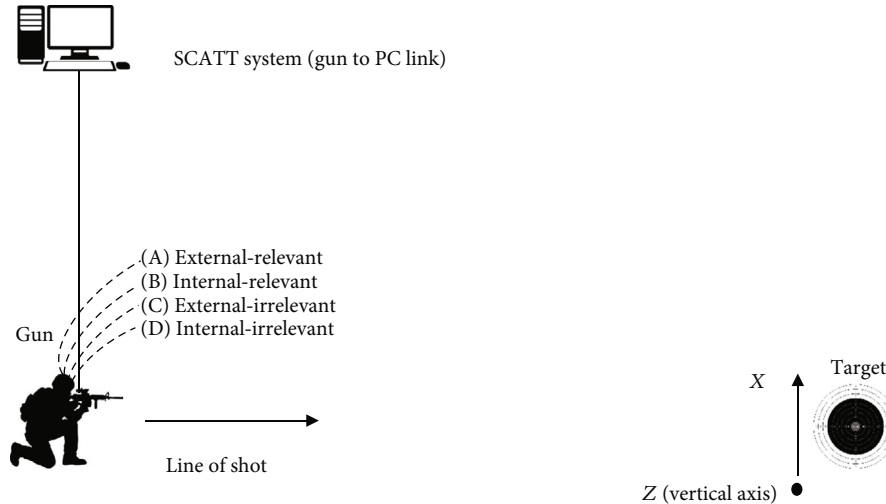 SCATT system (gun to PC link)
(A) External-relevant
(B) Internal-relevant
(C) External-irrelevant
(D) Internal-irrelevant
Gun
Target
X
Line of shot
Z (vertical axis)